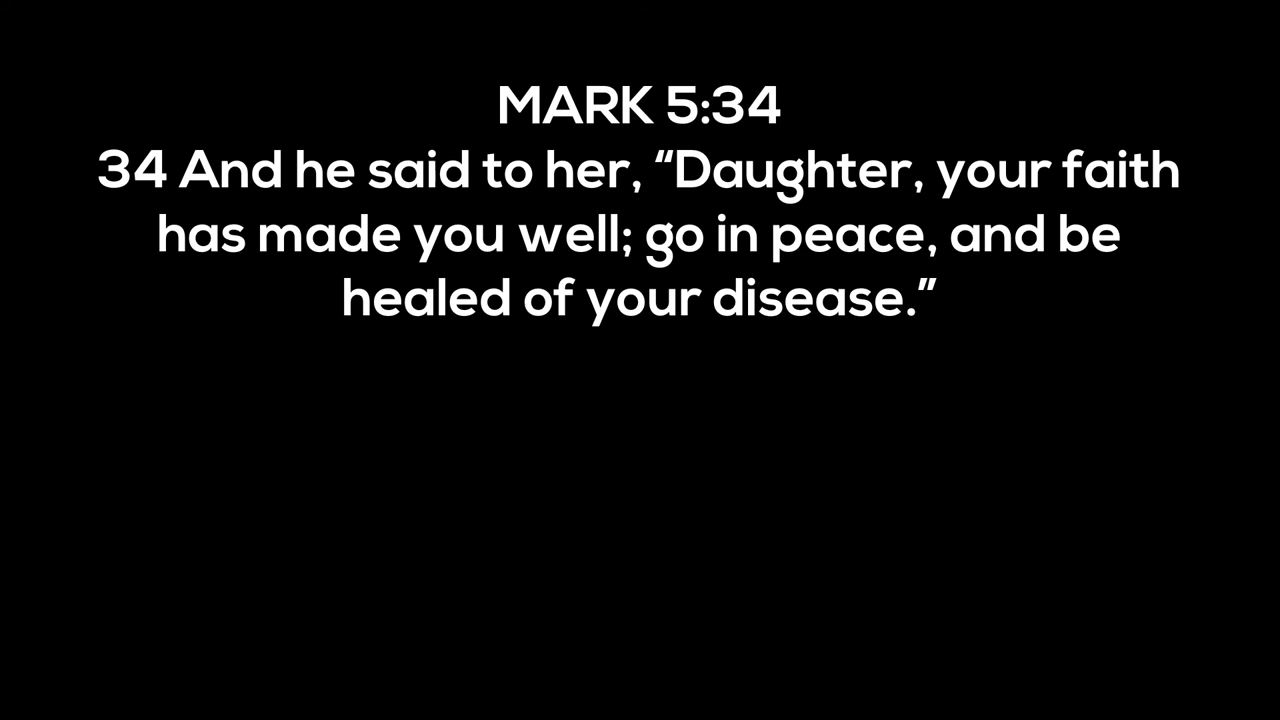 MARK 5:34
34 And he said to her, “Daughter, your faith
has made you well; go in peace, and be
healed of your disease.”